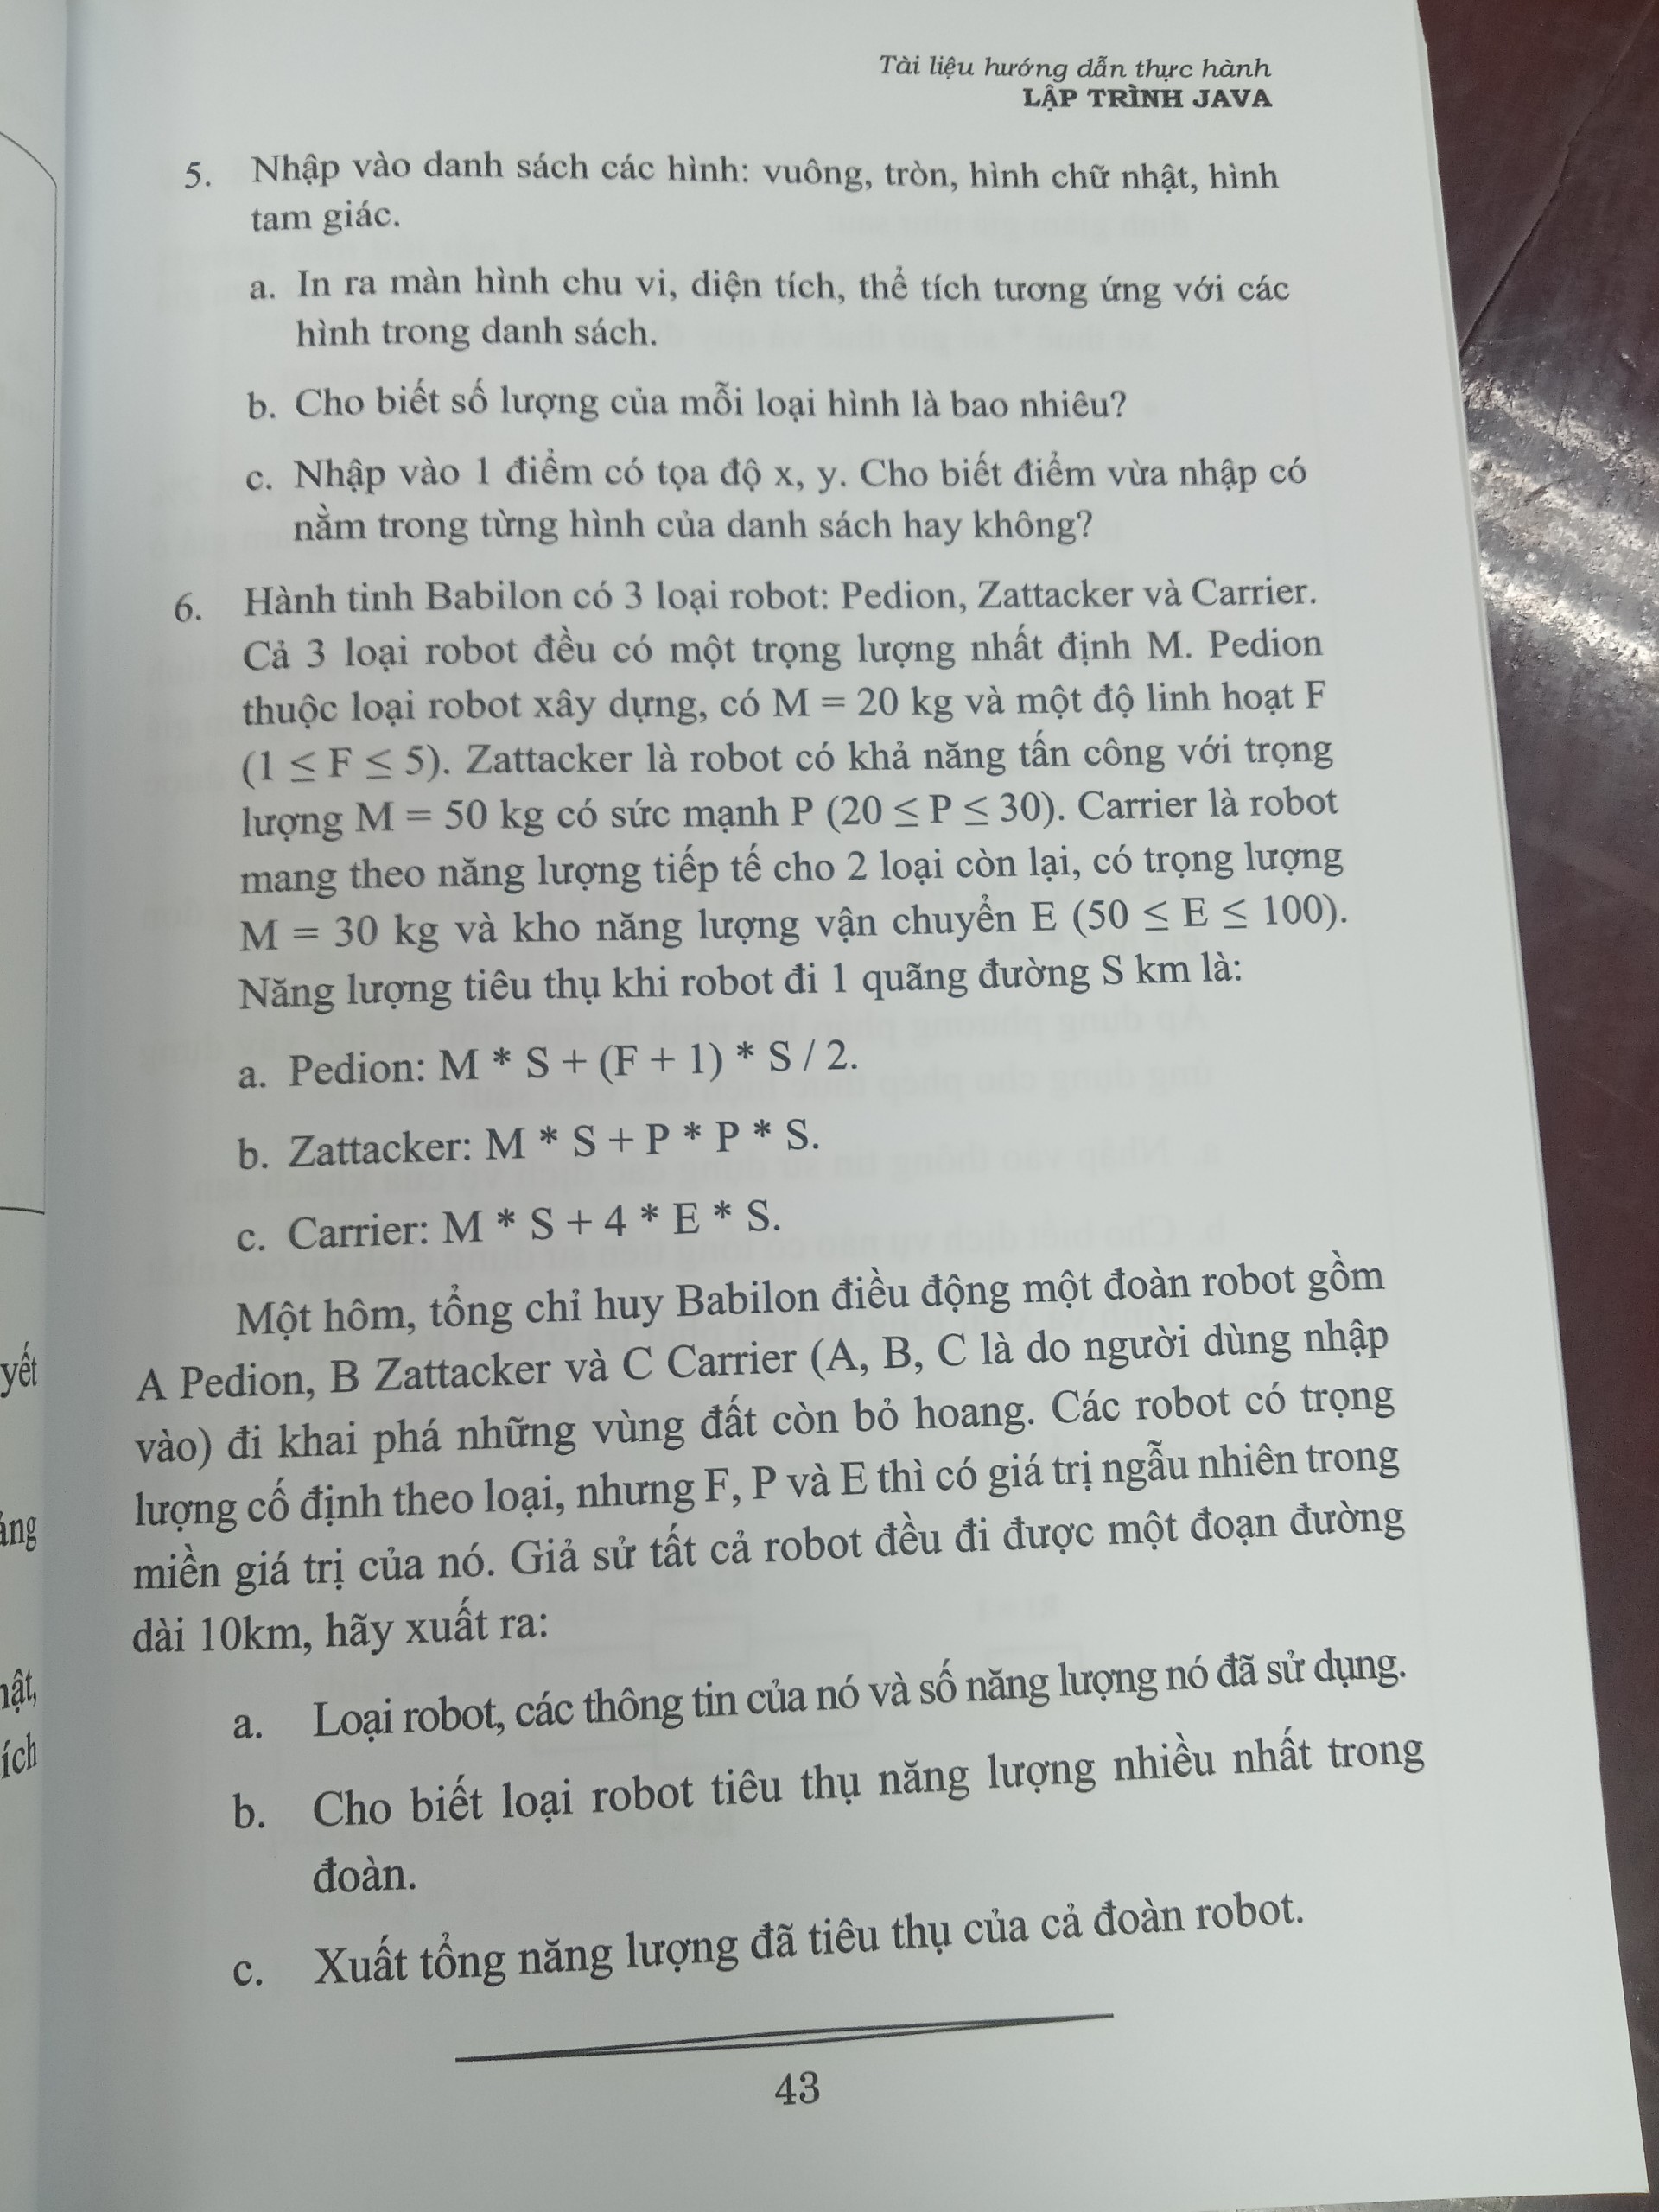 Tài liệu hướng dẫn thực hành
LẬP TRÌNH JAVA
5. Nhập vào danh sách các hình: vuông, tròn, hình chữ nhật, hình
tam giác.
a. In ra màn hình chu vi, diện tích, thể tích tương ứng với các
hình trong danh sách.
b. Cho biết số lượng của mỗi loại hình là bao nhiêu?
c. Nhập vào 1 điểm có tọa độ x, y. Cho biết điểm vừa nhập có
nằm trong từng hình của danh sách hay không?
6. Hành tinh Babilon có 3 loại robot: Pedion, Zattacker và Carrier.
Cả 3 loại robot đều có một trọng lượng nhất định M. Pedion
thuộc loại robot xây dựng, có M = 20 kg và một độ linh hoạt F
(1 ≤ F ≤ 5). Zattacker là robot có khả năng tấn công với trọng
lượng M = 50 kg có sức mạnh P (20 ≤ P ≤ 30). Carrier là robot
mang theo năng lượng tiếp tế cho 2 loại còn lại, có trọng lượng
M = 30 kg và kho năng lượng vận chuyển E (50 ≤ E ≤ 100).
Năng lượng tiêu thụ khi robot đi 1 quãng đường S km là:
a. Pedion: M * S + (F + 1) * S / 2.
b. Zattacker: M * S + P * P * S.
c. Carrier: M * S + 4 * E * S.
Một hôm, tổng chỉ huy Babilon điều động một đoàn robot gồm
A Pedion, B Zattacker và C Carrier (A, B, C là do người dùng nhập
vào) đi khai phá những vùng đất còn bỏ hoang. Các robot có trọng
lượng cố định theo loại, nhưng F, P và E thì có giá trị ngẫu nhiên trong
miền giá trị của nó. Giả sử tất cả robot đều đi được một đoạn đường
dài 10km, hãy xuất ra:
a. Loại robot, các thông tin của nó và số năng lượng nó đã sử dụng.
b. Cho biết loại robot tiêu thụ năng lượng nhiều nhất trong
đoàn.
c. Xuất tổng năng lượng đã tiêu thụ của cả đoàn robot.
43
yết
ích